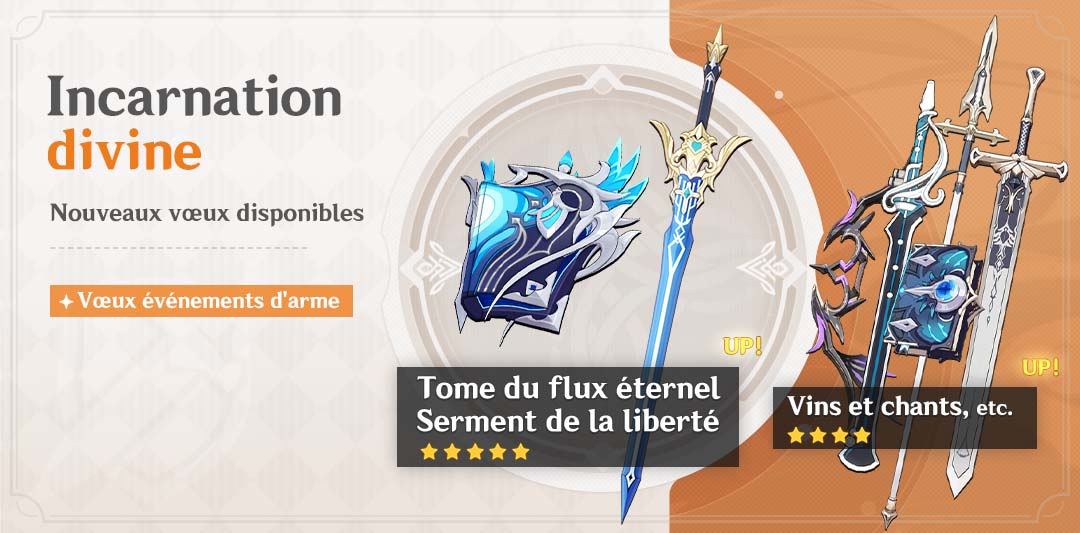 Incarnation
divine
Nouveaux vœux disponibles
Vœux événements d'arme
UP!
Tome du flux éternel
Serment de la liberté
UP!
Vins et chants, etc.